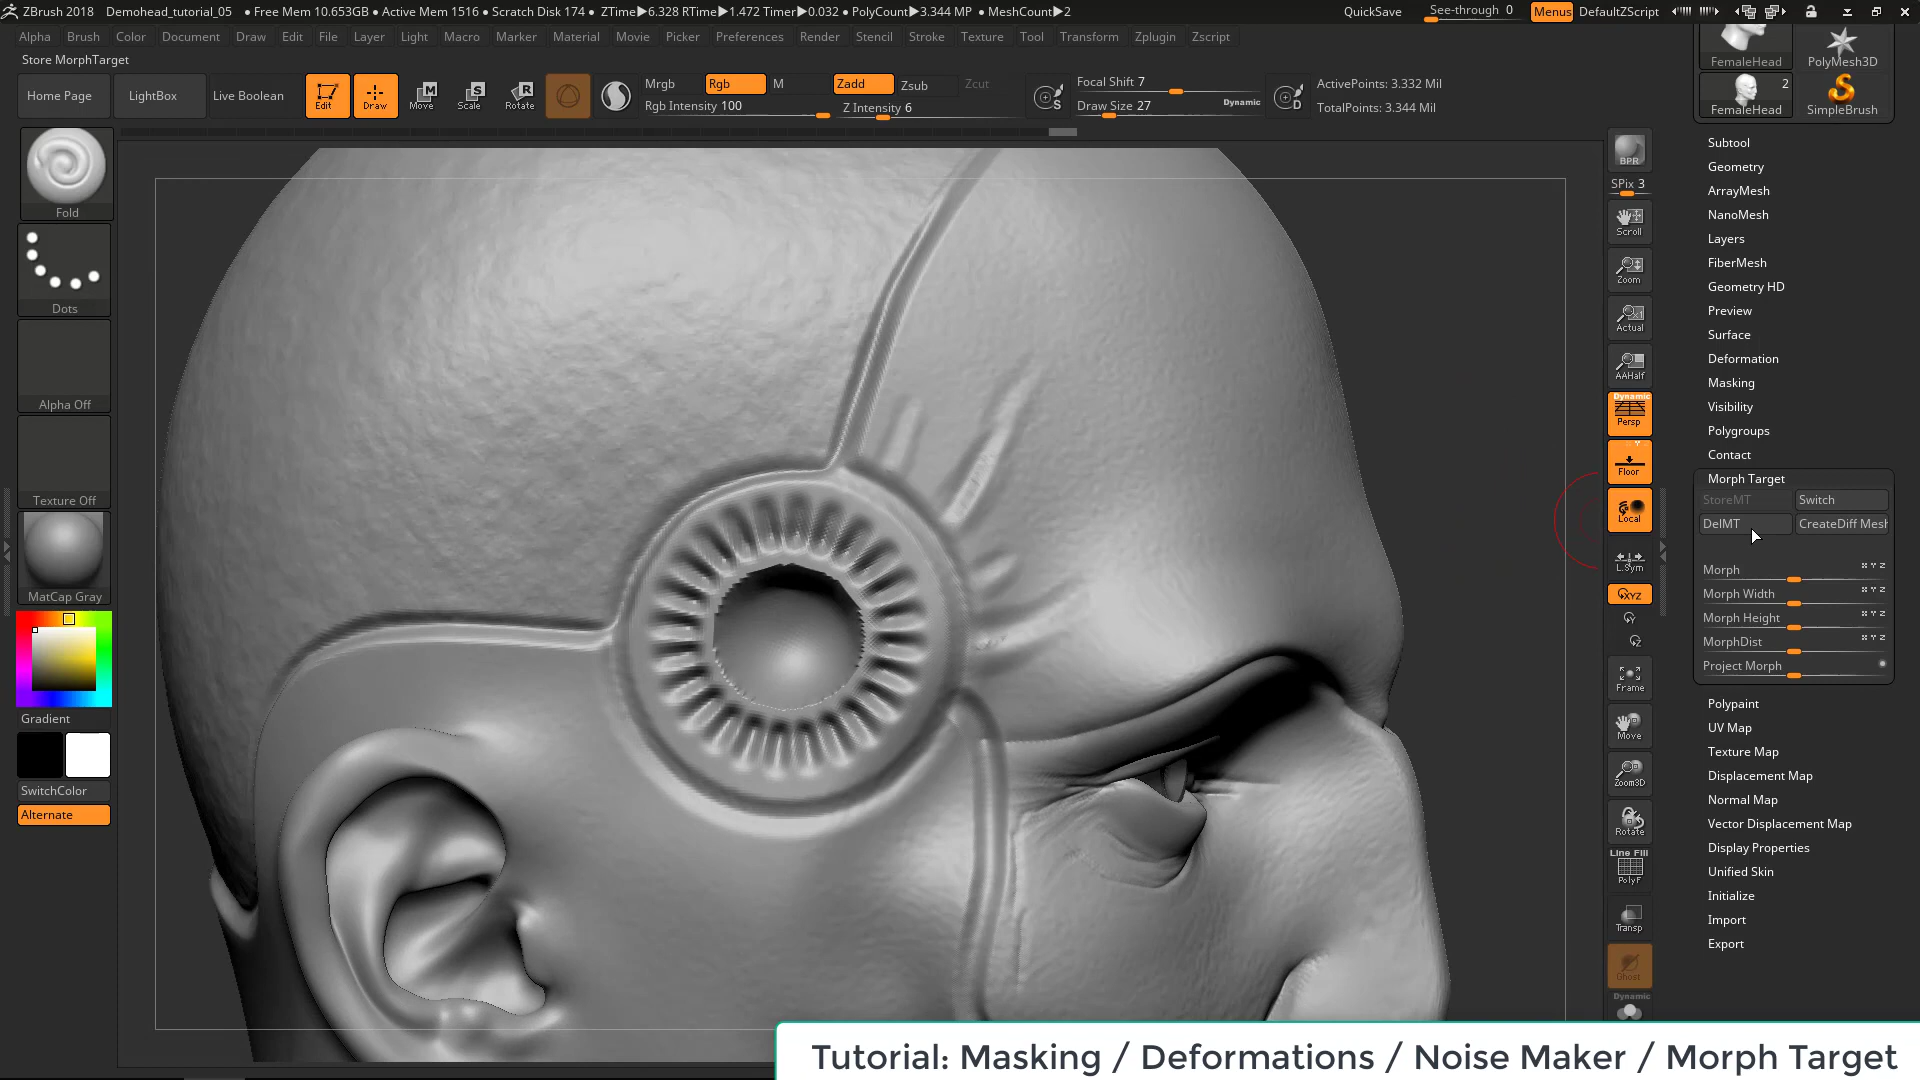 ZBrush 2018 Demohead_tutorial_05 ● Free Mem 10.653GB ● Active Mem 1516 ● Scratch Disk 174 ● ZTime▶6.328 RTime▶1.472 Timer▶0.032 ● PolyCount▶3.344 MP ● MeshCount▶2 QuickSave See-through 0 Menus DefaultZScript
Alpha Brush Color Document Draw Edit File Layer Light Macro Marker Material Movie Picker Preferences Render Stencil Stroke Texture Tool Transform Zplugin Zscript
Store MorphTarget
Home Page LightBox Live Boolean Edit Draw Move Scale Rotate
Mrgb Rgb M Zadd Zsub Zcut
Rgb Intensity 100 Z Intensity 6
Focal Shift 7
Draw Size 27 Dynamic
ActivePoints: 3.332 Mil
TotalPoints: 3.344 Mil
Fold
Dots
Alpha Off
Texture Off
MatCap Gray
Gradient
SwitchColor
Alternate
BPR
SPix 3
Scroll
Zoom
Actual
AAHalf
Dynamic
Persp
Floor
Local
L.Sym
XYZ
Frame
Move
Zoom3D
Rotate
Line Fill
PolyF
Transp
Ghost
Dynamic
FemaleHead PolyMesh3D
2
FemaleHead SimpleBrush
Subtool
Geometry
ArrayMesh
NanoMesh
Layers
FiberMesh
Geometry HD
Preview
Surface
Deformation
Masking
Visibility
Polygroups
Contact
Morph Target
StoreMT Switch
DelMT CreateDiff Mesh
Morph
Morph Width
Morph Height
MorphDist
Project Morph
Polypaint
UV Map
Texture Map
Displacement Map
Normal Map
Vector Displacement Map
Display Properties
Unified Skin
Initialize
Import
Export
Tutorial: Masking / Deformations / Noise Maker / Morph Target